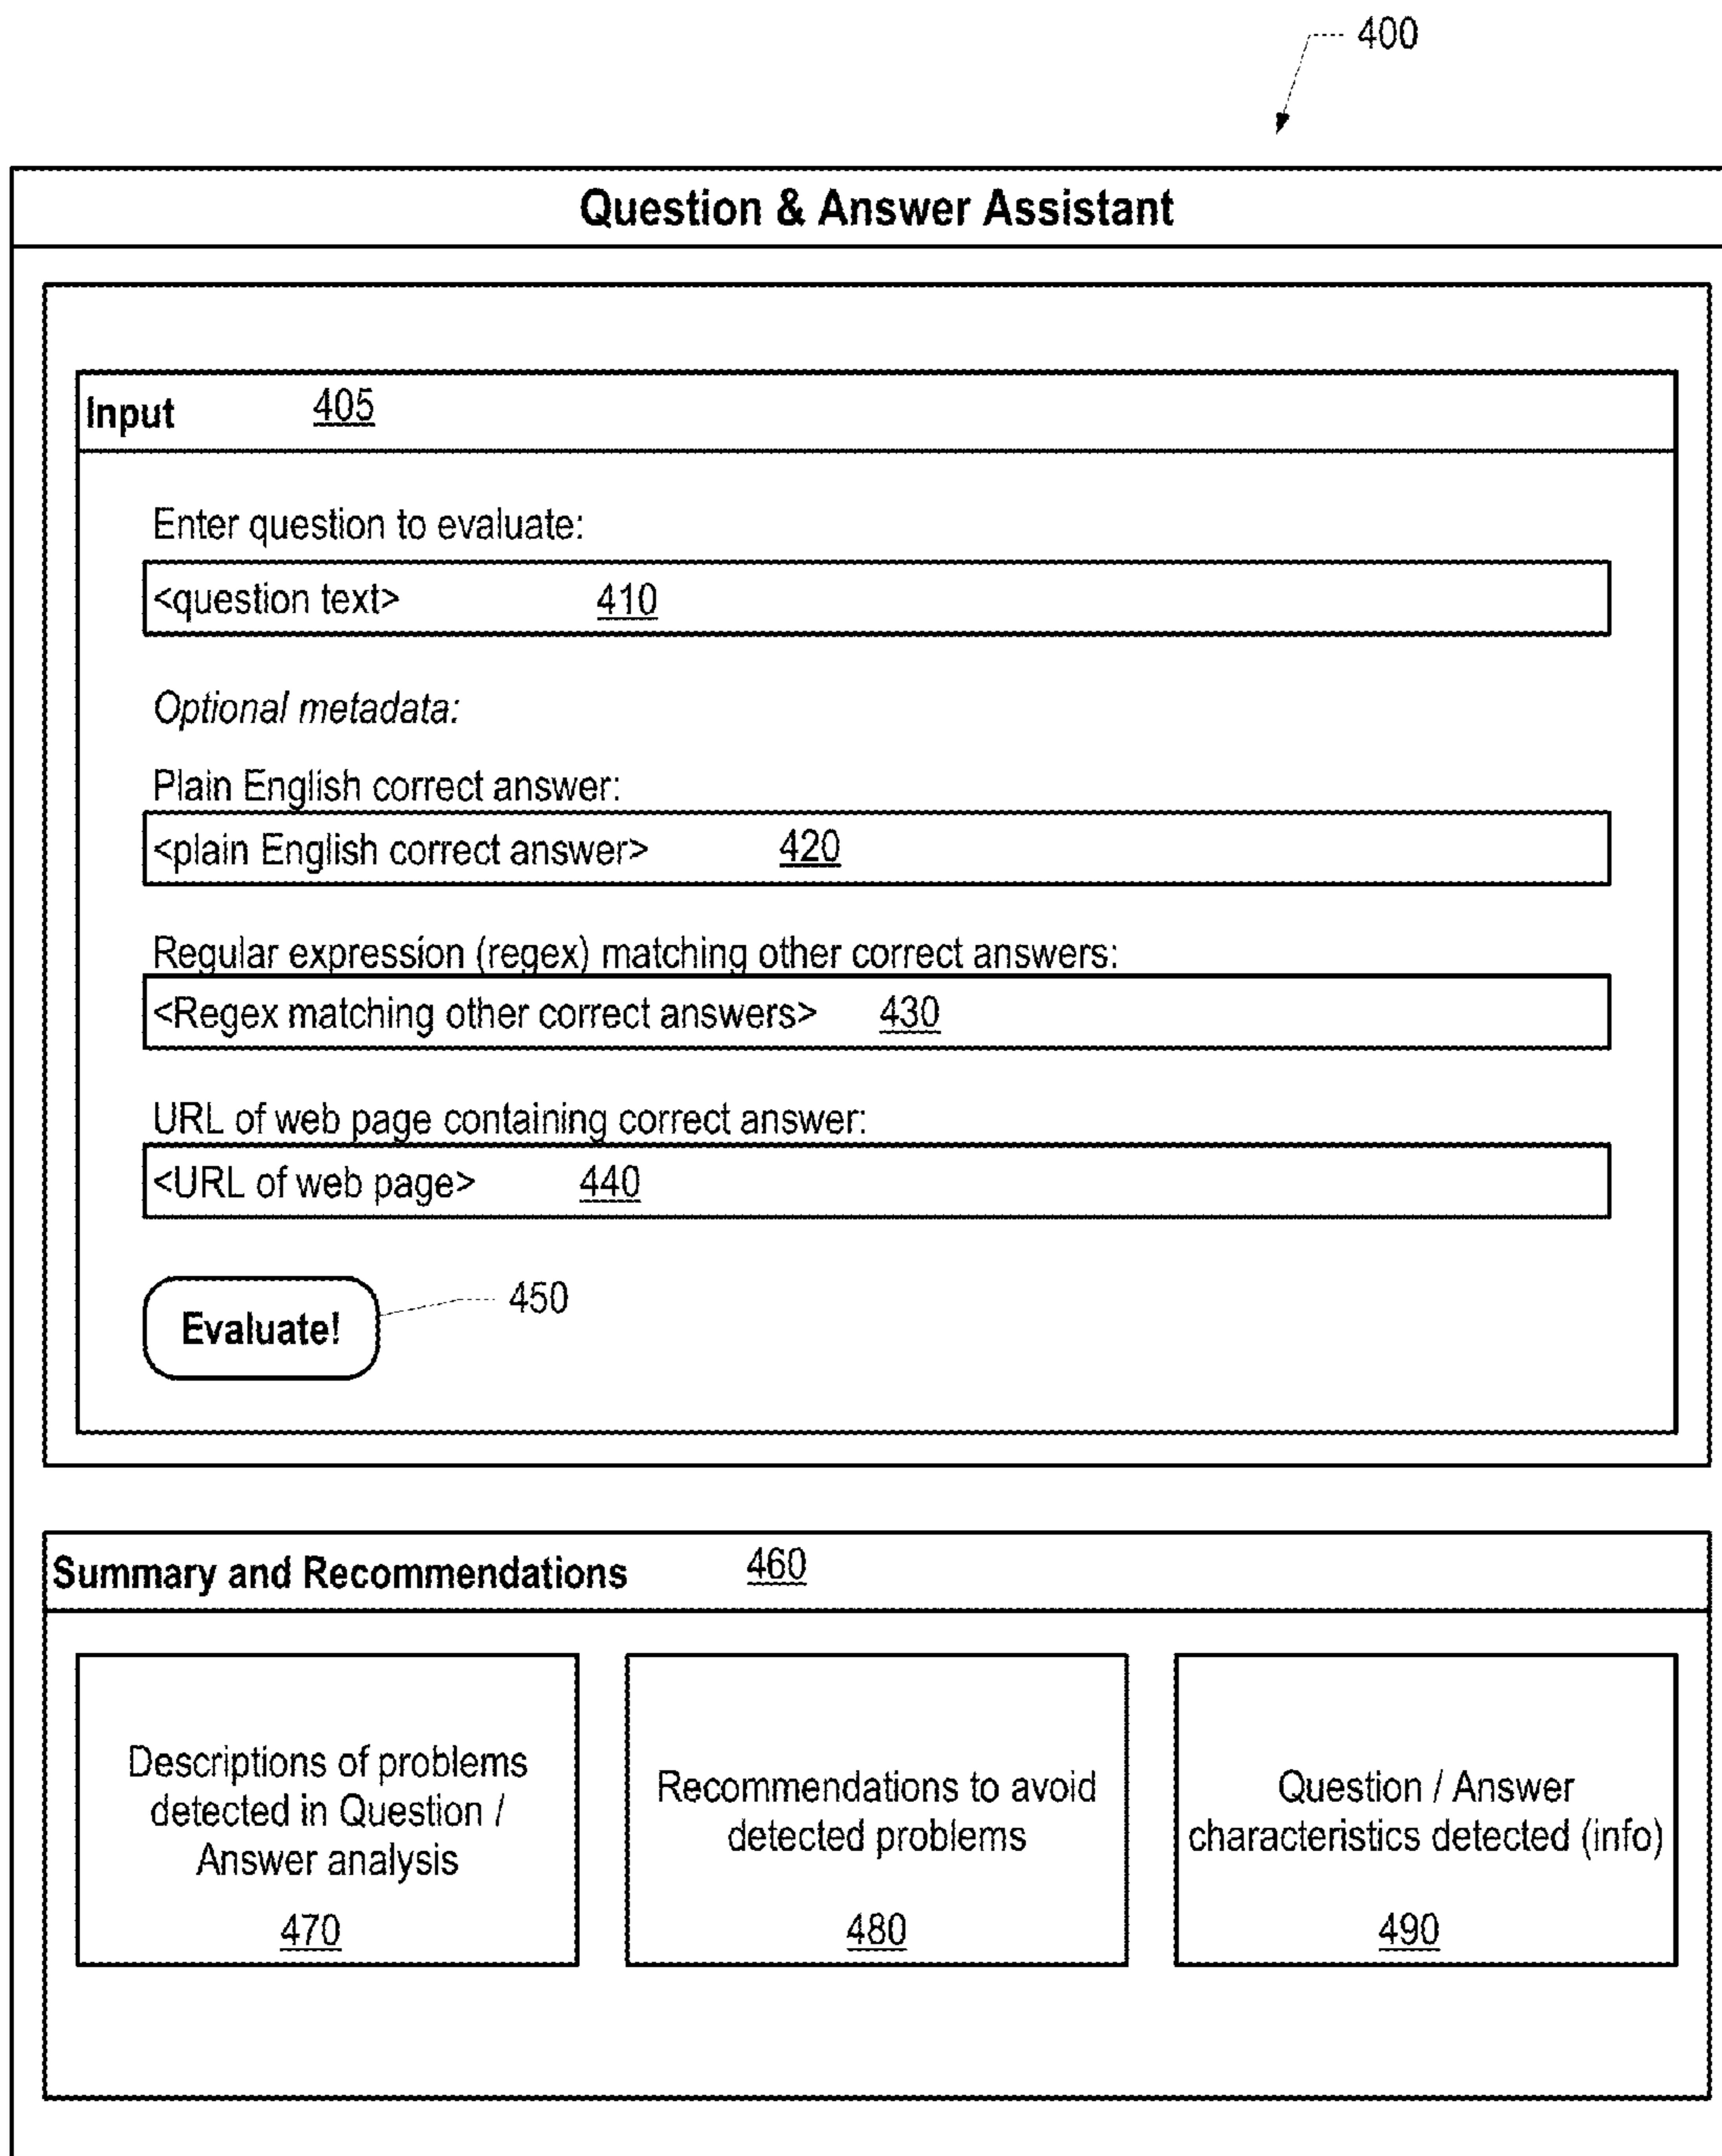 400
Question & Answer Assistant
Input 405
Enter question to evaluate:
<question text> 410
Optional metadata:
Plain English correct answer:
<plain English correct answer> 420
Regular expression (regex) matching other correct answers:
<Regex matching other correct answers> 430
URL of web page containing correct answer:
<URL of web page> 440
Evaluate! 450
Summary and Recommendations 460
Descriptions of problems
detected in Question /
Answer analysis
470
Recommendations to avoid
detected problems
480
Question / Answer
characteristics detected (info)
490